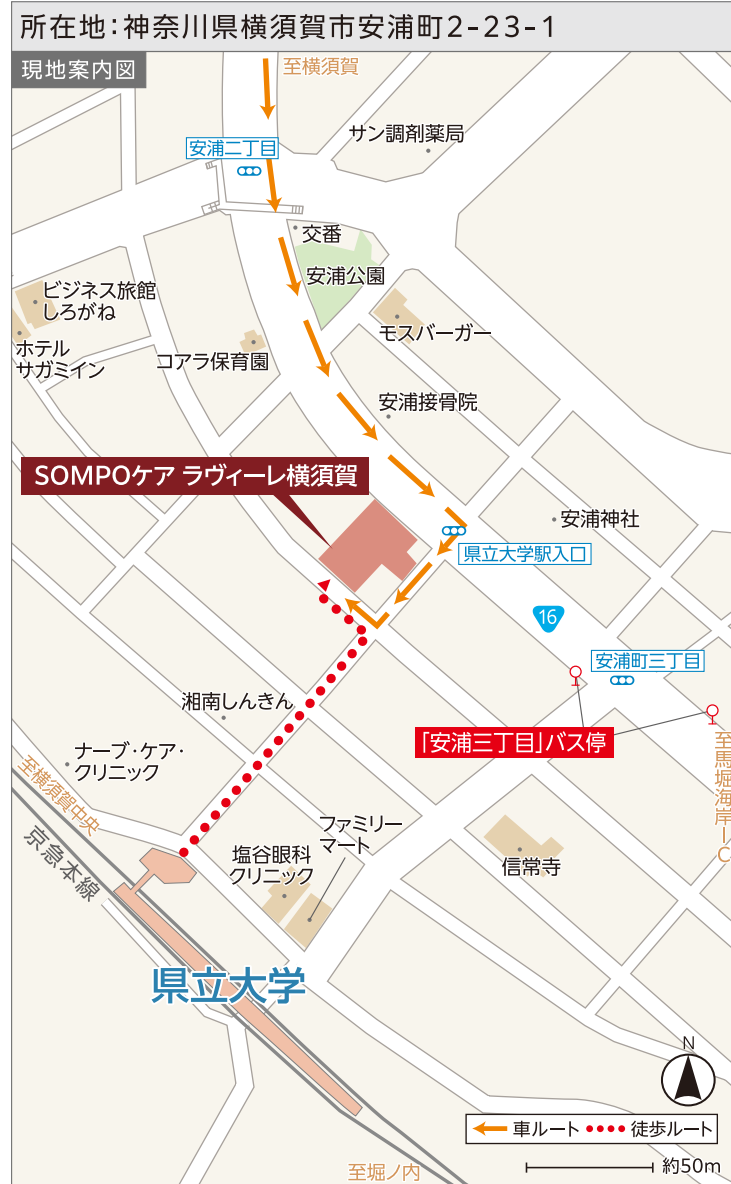 所在地：神奈川県横須賀市安浦町2-23-1
現地案内図
至横須賀
サン調剤薬局
安浦二丁目
交番
安浦公園
ビジネス旅館
しろがね
モスバーガー
ホテル
サガミイン
コアラ保育園
安浦接骨院
SOMPOケア ラヴィーレ横須賀
安浦神社
県立大学駅入口
16
安浦町三丁目
湘南しんきん
「安浦三丁目」バス停
至馬堀海岸I.C
ナーブ・ケア・
クリニック
至横須賀中央
京急本線
ファミリー
マート
塩谷眼科
クリニック
信常寺
県立大学
N
車ルート
徒歩ルート
約50m
至堀ノ内